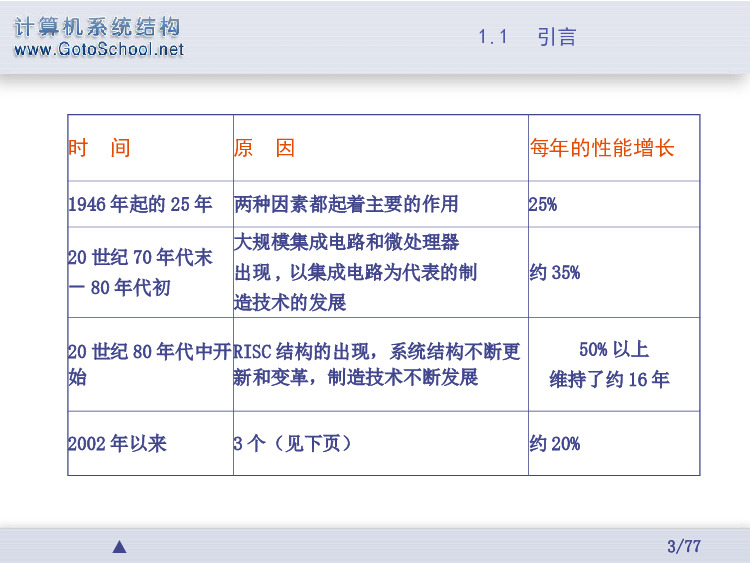 计算机系统结构
www.GotoSchool.net
1.1 引言
时 间
原 因
每年的性能增长
1946 年起的 25 年
两种因素都起着主要的作用
25%
20 世纪 70 年代末
－ 80 年代初
大规模集成电路和微处理器
出现 , 以集成电路为代表的制
造技术的发展
约 35%
20 世纪 80 年代中开
始
RISC 结构的出现，系统结构不断更
新和变革，制造技术不断发展
50% 以上
维持了约 16 年
2002 年以来
3 个（见下页）
约 20%
▲
3/77